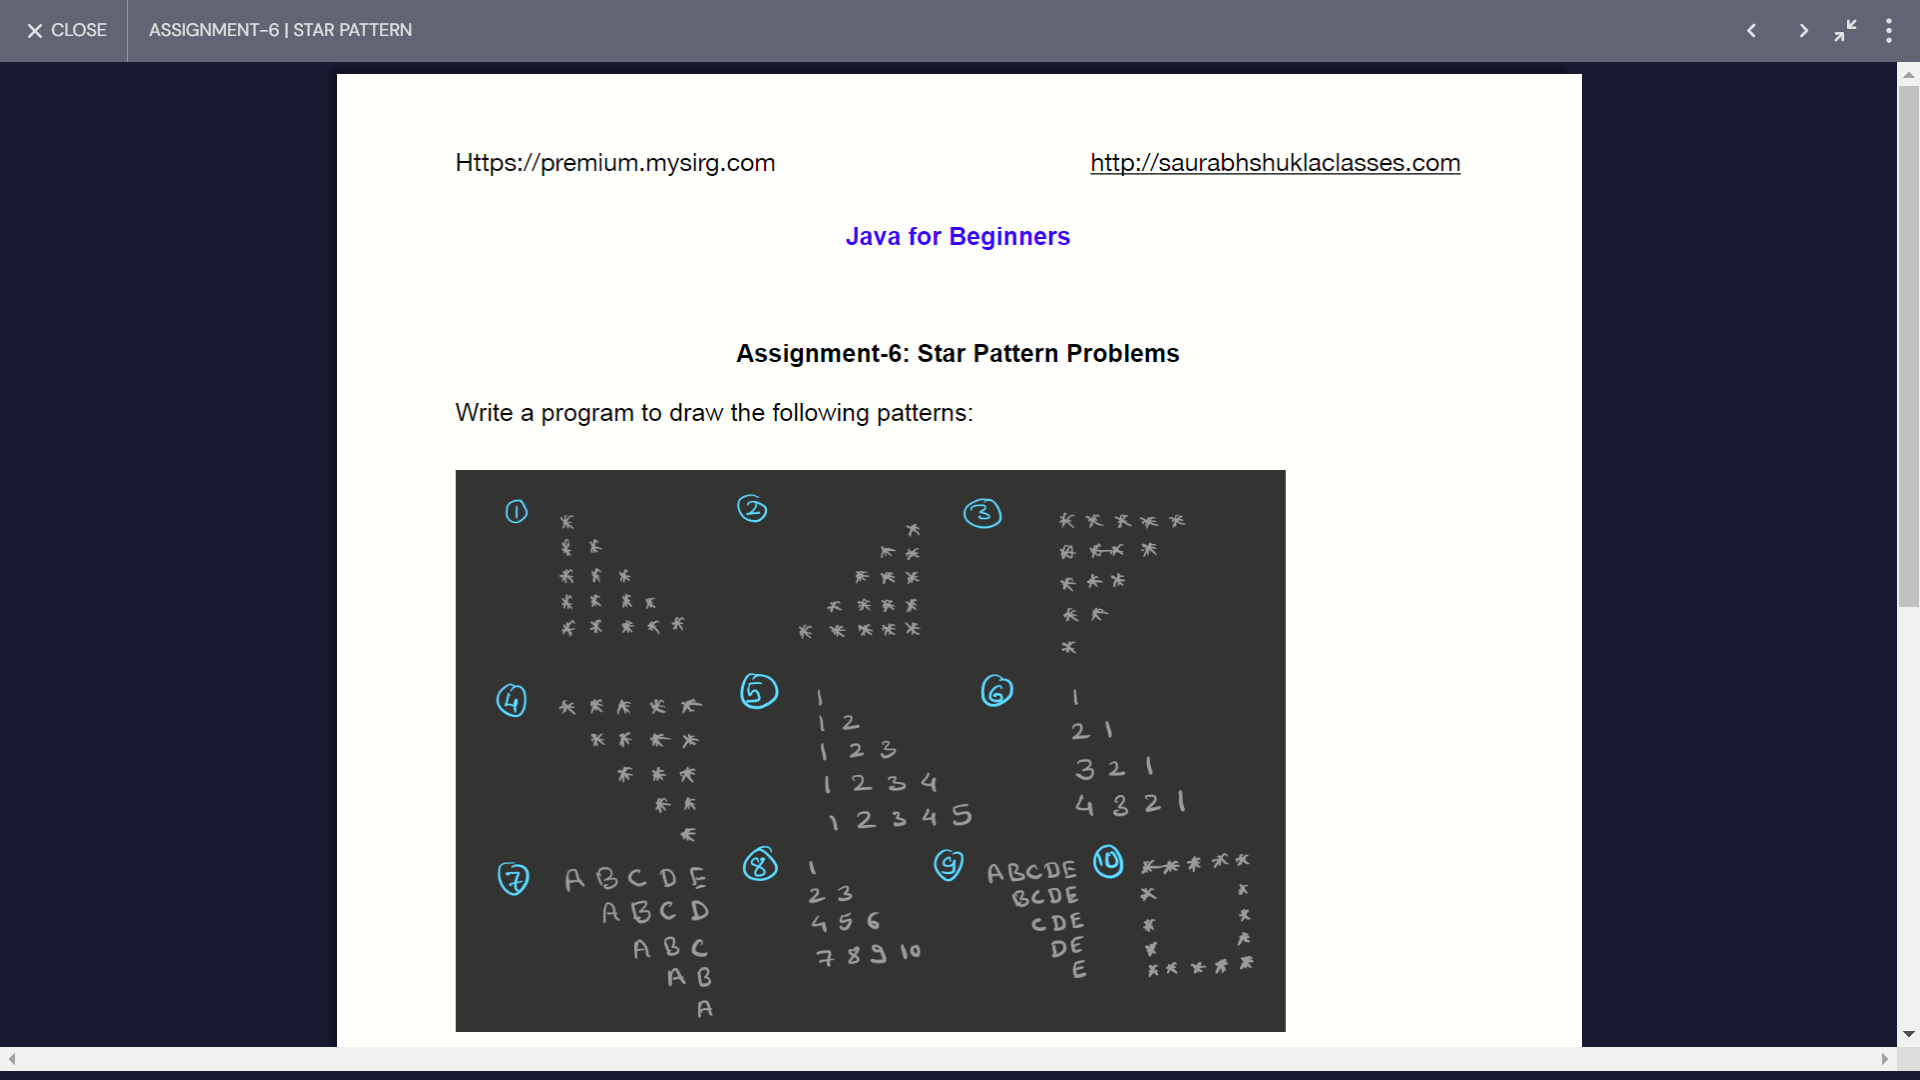 CLOSE ASSIGNMENT-6 | STAR PATTERN
Https://premium.mysirg.com http://saurabhshuklaclasses.com
Java for Beginners
Assignment-6: Star Pattern Problems
Write a program to draw the following patterns:
①
*
* *
* * *
* * * *
* * * * *
②
*
* *
* * *
* * * *
* * * * *
③
* * * * *
* * * *
* * *
* *
*
④
* * * * *
* * * *
* * *
* *
*
⑤
1
1 2
1 2 3
1 2 3 4
1 2 3 4 5
⑥
1
2 1
3 2 1
4 3 2 1
⑦
A B C D E
A B C D
A B C
A B
A
⑧
1
2 3
4 5 6
7 8 9 10
⑨
ABCDE
BCDE
CDE
DE
E
⑩
* * * * *
* *
* *
* *
* * * * *